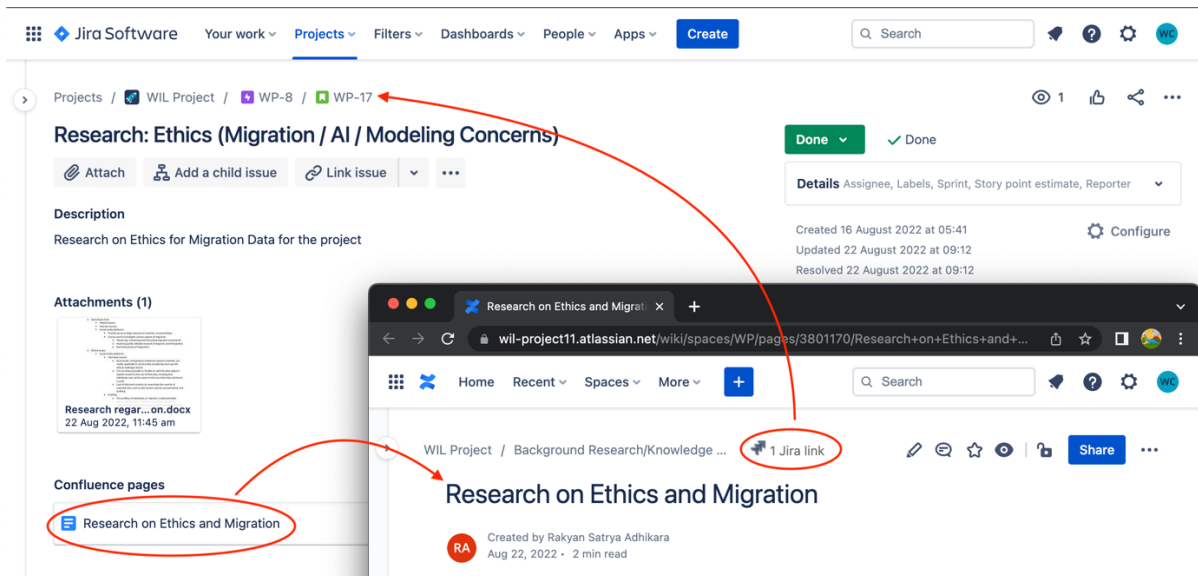 Jira Software Your work Projects Filters Dashboards People Apps Create Search WC
Projects / WIL Project / WP-8 / WP-17 1
Research: Ethics (Migration / AI / Modeling Concerns)
Done Done
Attach Add a child issue Link issue
Details Assignee, Labels, Sprint, Story point estimate, Reporter
Description
Research on Ethics for Migration Data for the project
Created 16 August 2022 at 05:41 Configure
Updated 22 August 2022 at 09:12
Resolved 22 August 2022 at 09:12
Attachments (1)
Research regar...on.docx
22 Aug 2022, 11:45 am
Confluence pages
Research on Ethics and Migration
Research on Ethics and Migrati
wil-project11.atlassian.net/wiki/spaces/WP/pages/3801170/Research+on+Ethics+and+...
Home Recent Spaces More Search WC
WIL Project / Background Research/Knowledge ... 1 Jira link Share
Research on Ethics and Migration
RA
Created by Rakyan Satrya Adhikara
Aug 22, 2022 • 2 min read